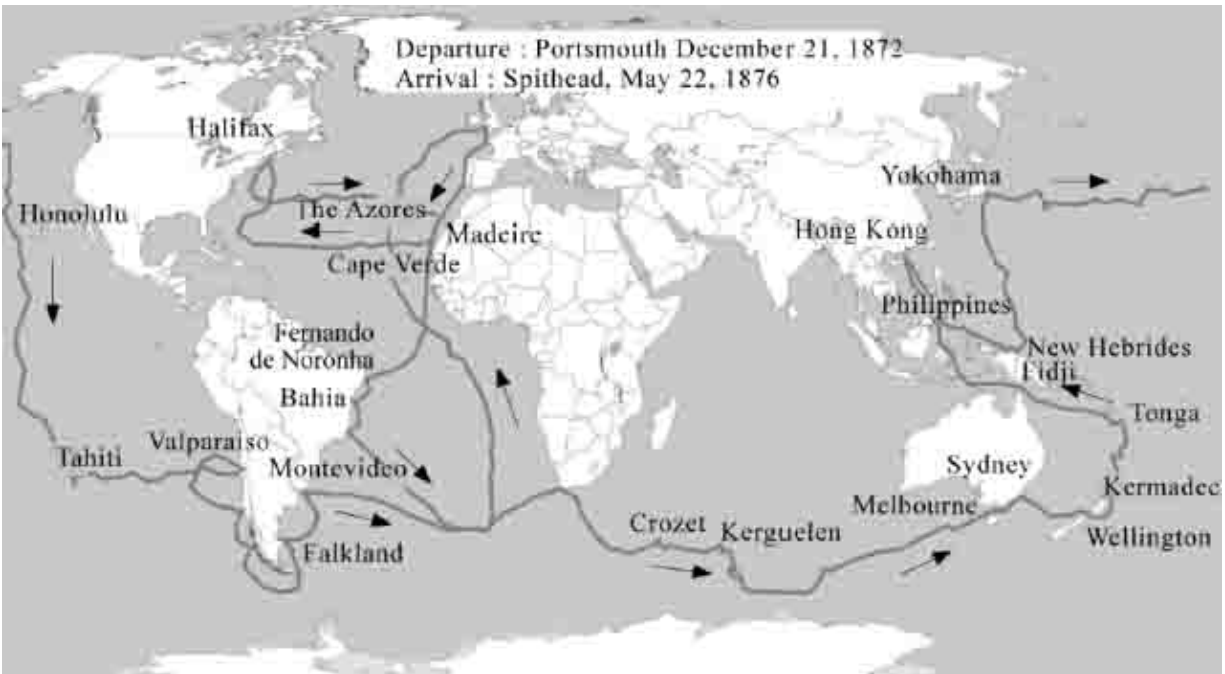 Departure : Portsmouth December 21, 1872
Arrival : Spithead, May 22, 1876
Halifax
Yokohama
Honolulu
The Azores
Madeire
Hong Kong
Cape Verde
Philippines
Fernando
de Noronha
New Hebrides
Fidji
Bahia
Tonga
Valparaiso
Tahiti
Montevideo
Sydney
Kermadec
Melbourne
Crozet
Kerguelen
Wellington
Falkland